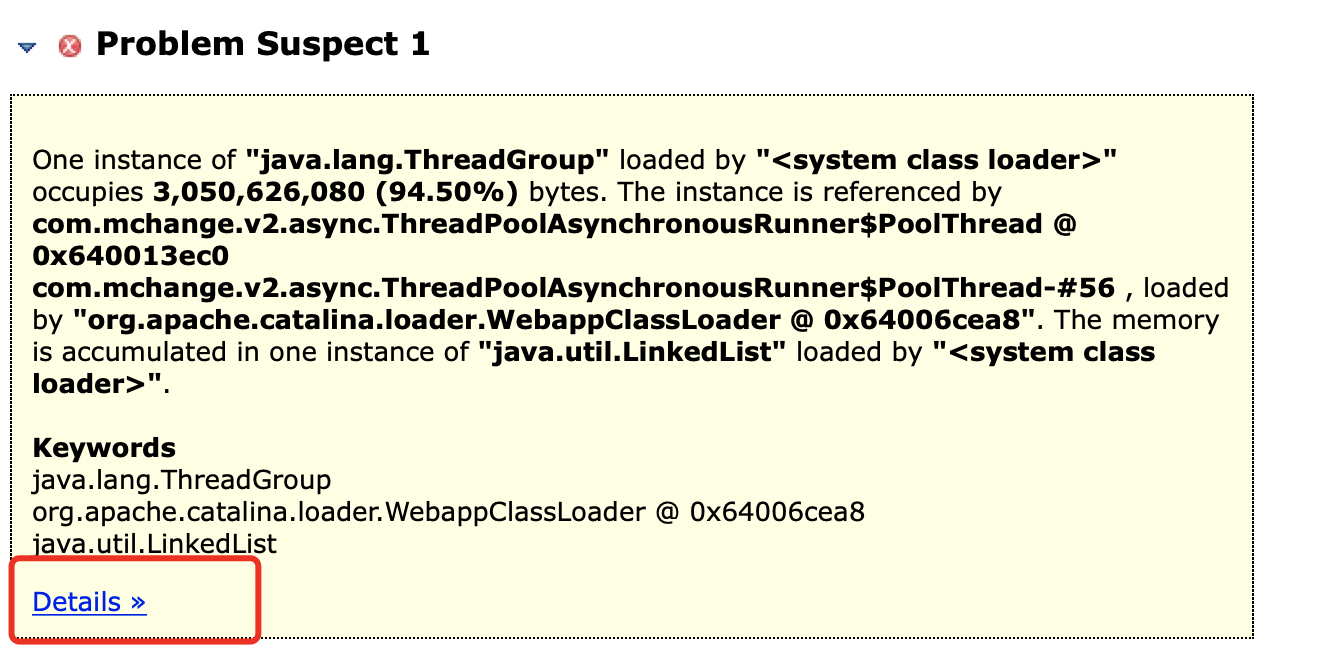 Problem Suspect 1
One instance of "java.lang.ThreadGroup" loaded by "<system class loader>"
occupies 3,050,626,080 (94.50%) bytes. The instance is referenced by
com.mchange.v2.async.ThreadPoolAsynchronousRunner$PoolThread @
0x640013ec0
com.mchange.v2.async.ThreadPoolAsynchronousRunner$PoolThread-#56 , loaded
by "org.apache.catalina.loader.WebappClassLoader @ 0x64006cea8". The memory
is accumulated in one instance of "java.util.LinkedList" loaded by "<system class
loader>".
Keywords
java.lang.ThreadGroup
org.apache.catalina.loader.WebappClassLoader @ 0x64006cea8
java.util.LinkedList
Details »